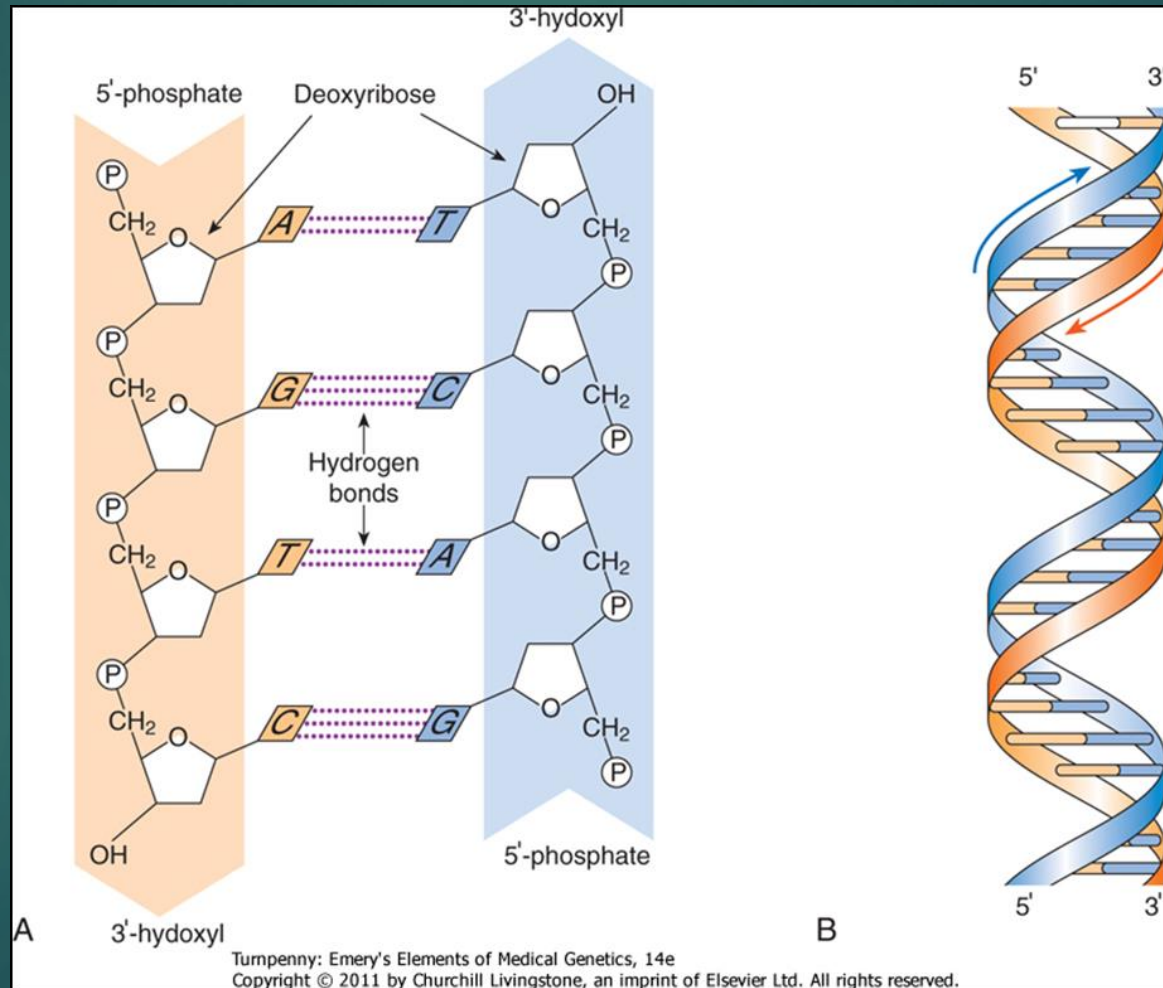 3'-hydoxyl
5'-phosphate
Deoxyribose
OH
P
CH2
O
A
T
O
CH2
P
P
CH2
O
G
C
O
CH2
P
Hydrogen
bonds
P
CH2
O
T
A
O
CH2
P
P
CH2
O
C
G
O
CH2
P
OH
5'-phosphate
3'-hydoxyl
A
5'
3'
5'
3'
B
Turnpenny: Emery's Elements of Medical Genetics, 14e
Copyright © 2011 by Churchill Livingstone, an imprint of Elsevier Ltd. All rights reserved.